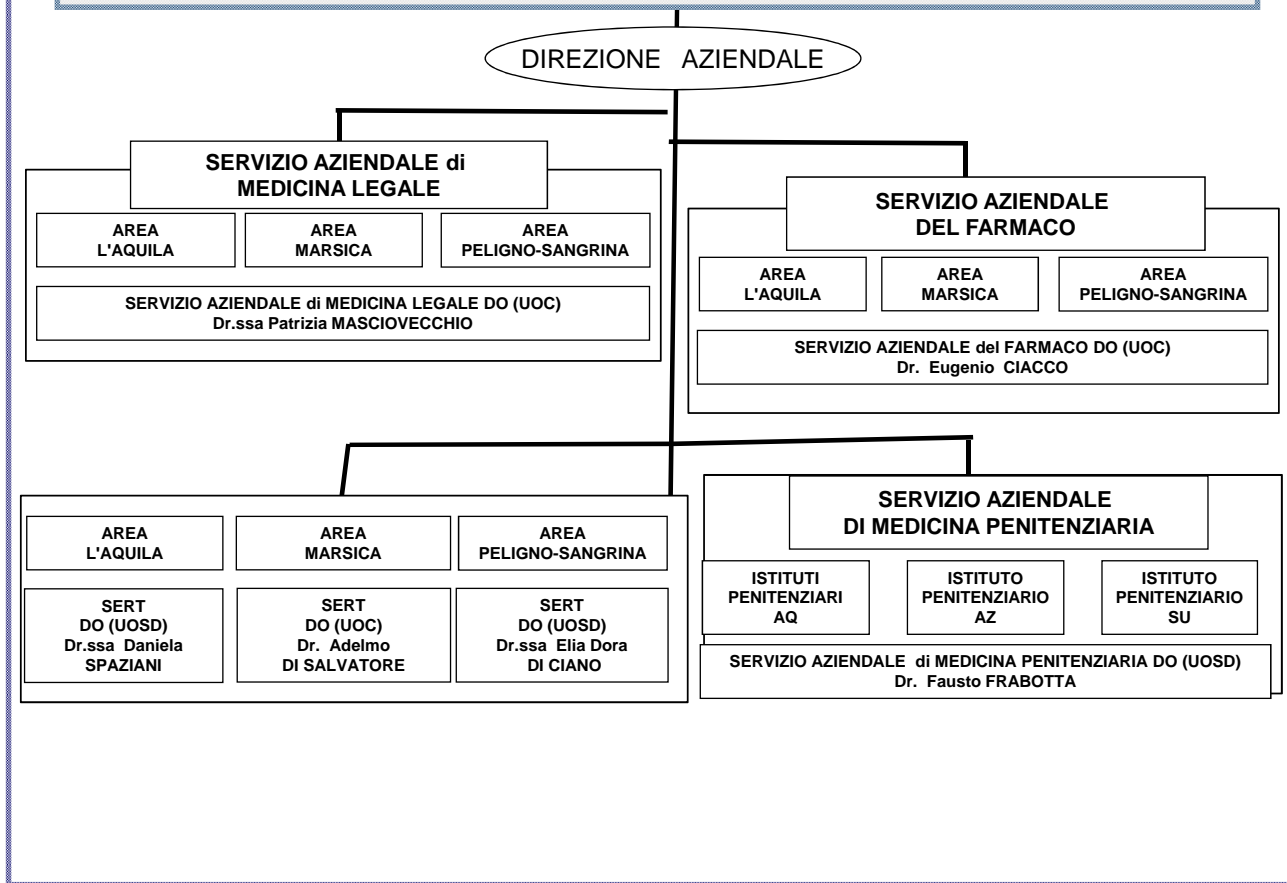 DIREZIONE AZIENDALE
SERVIZIO AZIENDALE di
MEDICINA LEGALE
AREA
L'AQUILA
AREA
MARSICA
AREA
PELIGNO-SANGRINA
SERVIZIO AZIENDALE di MEDICINA LEGALE DO (UOC)
Dr.ssa Patrizia MASCIOVECCHIO
SERVIZIO AZIENDALE
DEL FARMACO
AREA
L'AQUILA
AREA
MARSICA
AREA
PELIGNO-SANGRINA
SERVIZIO AZIENDALE del FARMACO DO (UOC)
Dr. Eugenio CIACCO
AREA
L'AQUILA
AREA
MARSICA
AREA
PELIGNO-SANGRINA
SERT
DO (UOSD)
Dr.ssa Daniela
SPAZIANI
SERT
DO (UOC)
Dr. Adelmo
DI SALVATORE
SERT
DO (UOSD)
Dr.ssa Elia Dora
DI CIANO
SERVIZIO AZIENDALE
DI MEDICINA PENITENZIARIA
ISTITUTI
PENITENZIARI
AQ
ISTITUTO
PENITENZIARIO
AZ
ISTITUTO
PENITENZIARIO
SU
SERVIZIO AZIENDALE di MEDICINA PENITENZIARIA DO (UOSD)
Dr. Fausto FRABOTTA